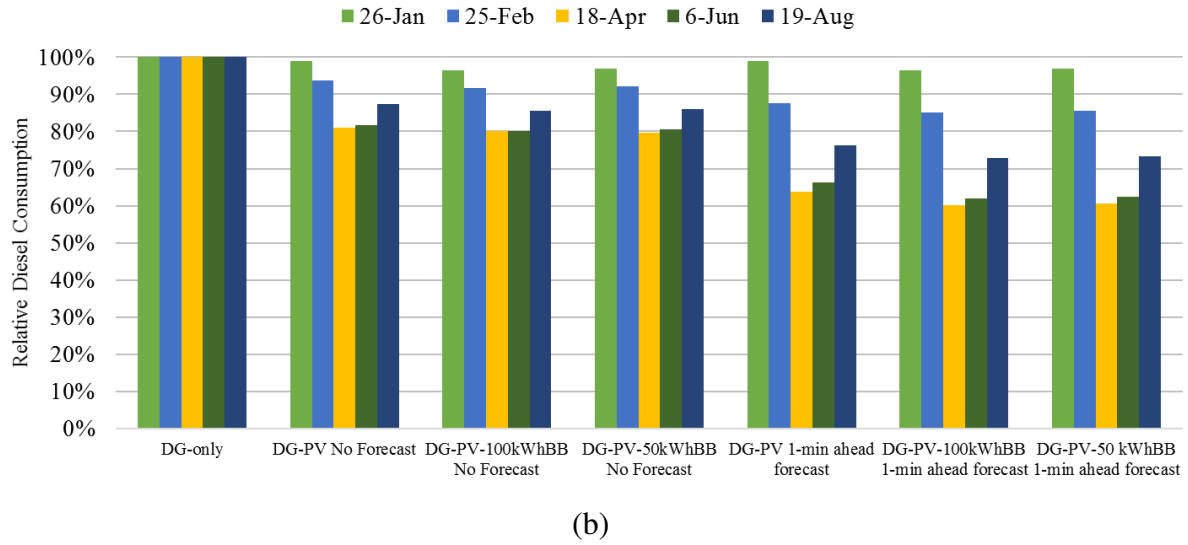 26-Jan 25-Feb 18-Apr 6-Jun 19-Aug
Relative Diesel Consumption
100%
90%
80%
70%
60%
50%
40%
30%
20%
10%
0%
DG-only
DG-PV No Forecast
DG-PV-100kWhBB
No Forecast
DG-PV-50kWhBB
No Forecast
DG-PV 1-min ahead
forecast
DG-PV-100kWhBB
1-min ahead forecast
DG-PV-50 kWhBB
1-min ahead forecast
(b)